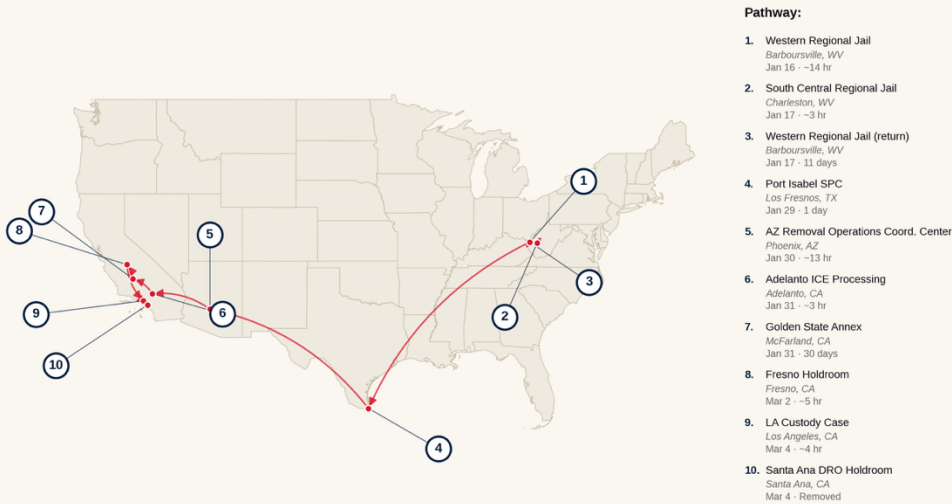 Pathway:
1. Western Regional Jail
Barboursville, WV
Jan 16 · ~14 hr
2. South Central Regional Jail
Charleston, WV
Jan 17 · ~3 hr
3. Western Regional Jail (return)
Barboursville, WV
Jan 17 · 11 days
4. Port Isabel SPC
Los Fresnos, TX
Jan 29 · 1 day
5. AZ Removal Operations Coord. Center
Phoenix, AZ
Jan 30 · ~13 hr
6. Adelanto ICE Processing
Adelanto, CA
Jan 31 · ~3 hr
7. Golden State Annex
McFarland, CA
Jan 31 · 30 days
8. Fresno Holdroom
Fresno, CA
Mar 2 · ~5 hr
9. LA Custody Case
Los Angeles, CA
Mar 4 · ~4 hr
10. Santa Ana DRO Holdroom
Santa Ana, CA
Mar 4 · Removed
1
7
8
5
3
9
6
2
10
4